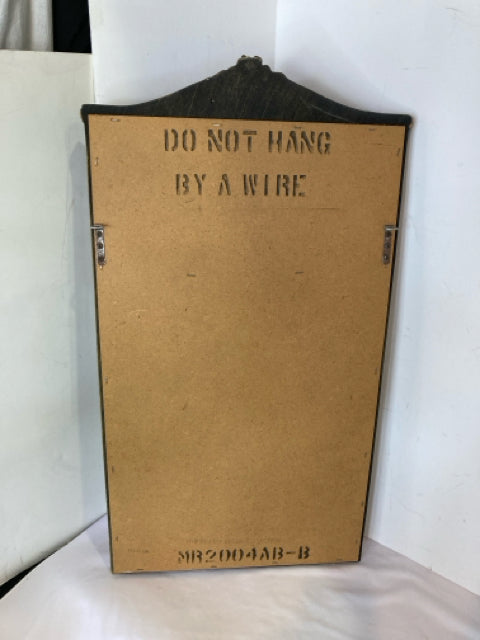 DO NOT HANG
BY A WIRE
MR2004AB-B